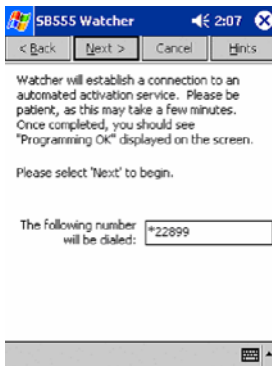 SB555 Watcher 2:07
< Back Next > Cancel Hints
Watcher will establish a connection to an
automated activation service. Please be
patient, as this may take a few minutes.
Once completed, you should see
"Programming OK" displayed on the screen.
Please select 'Next' to begin.
The following number
will be dialed: *22899